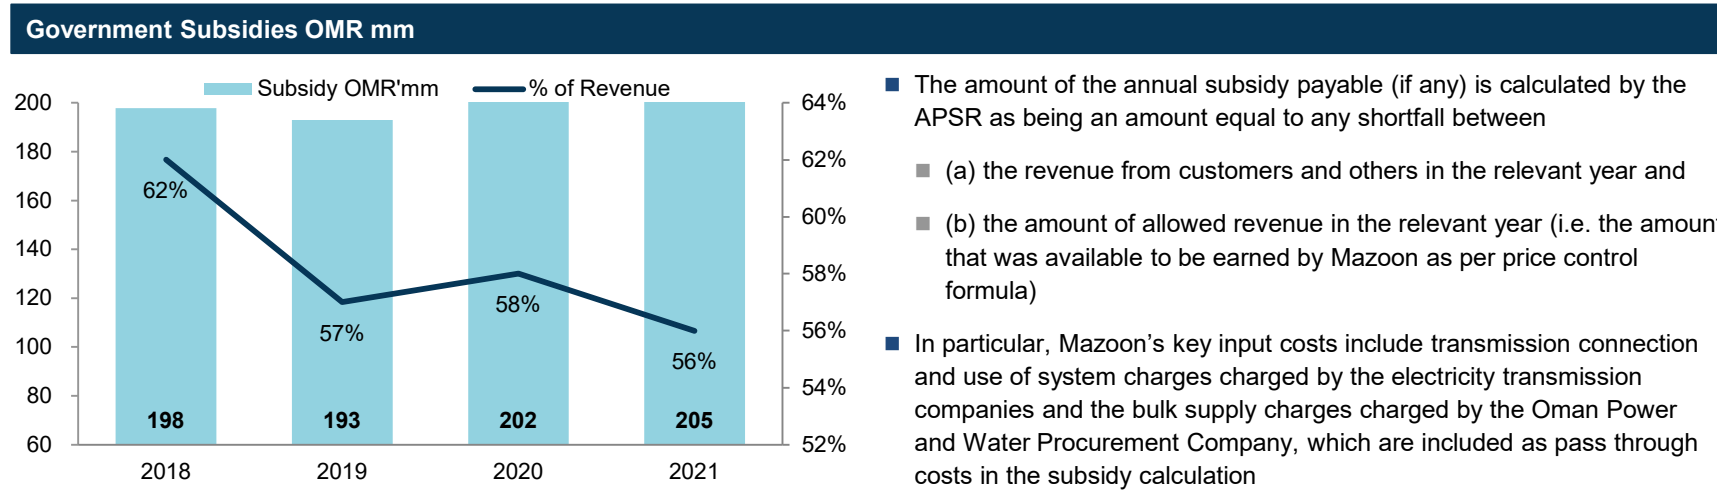 Government Subsidies OMR mm
Subsidy OMR'mm % of Revenue
200
180
160
140
120
100
80
60
64%
62%
60%
58%
56%
54%
52%
62%
57%
58%
56%
198 193 202 205
2018 2019 2020 2021
The amount of the annual subsidy payable (if any) is calculated by the
APSR as being an amount equal to any shortfall between
(a) the revenue from customers and others in the relevant year and
(b) the amount of allowed revenue in the relevant year (i.e. the amount
that was available to be earned by Mazoon as per price control
formula)
In particular, Mazoon’s key input costs include transmission connection
and use of system charges charged by the electricity transmission
companies and the bulk supply charges charged by the Oman Power
and Water Procurement Company, which are included as pass through
costs in the subsidy calculation